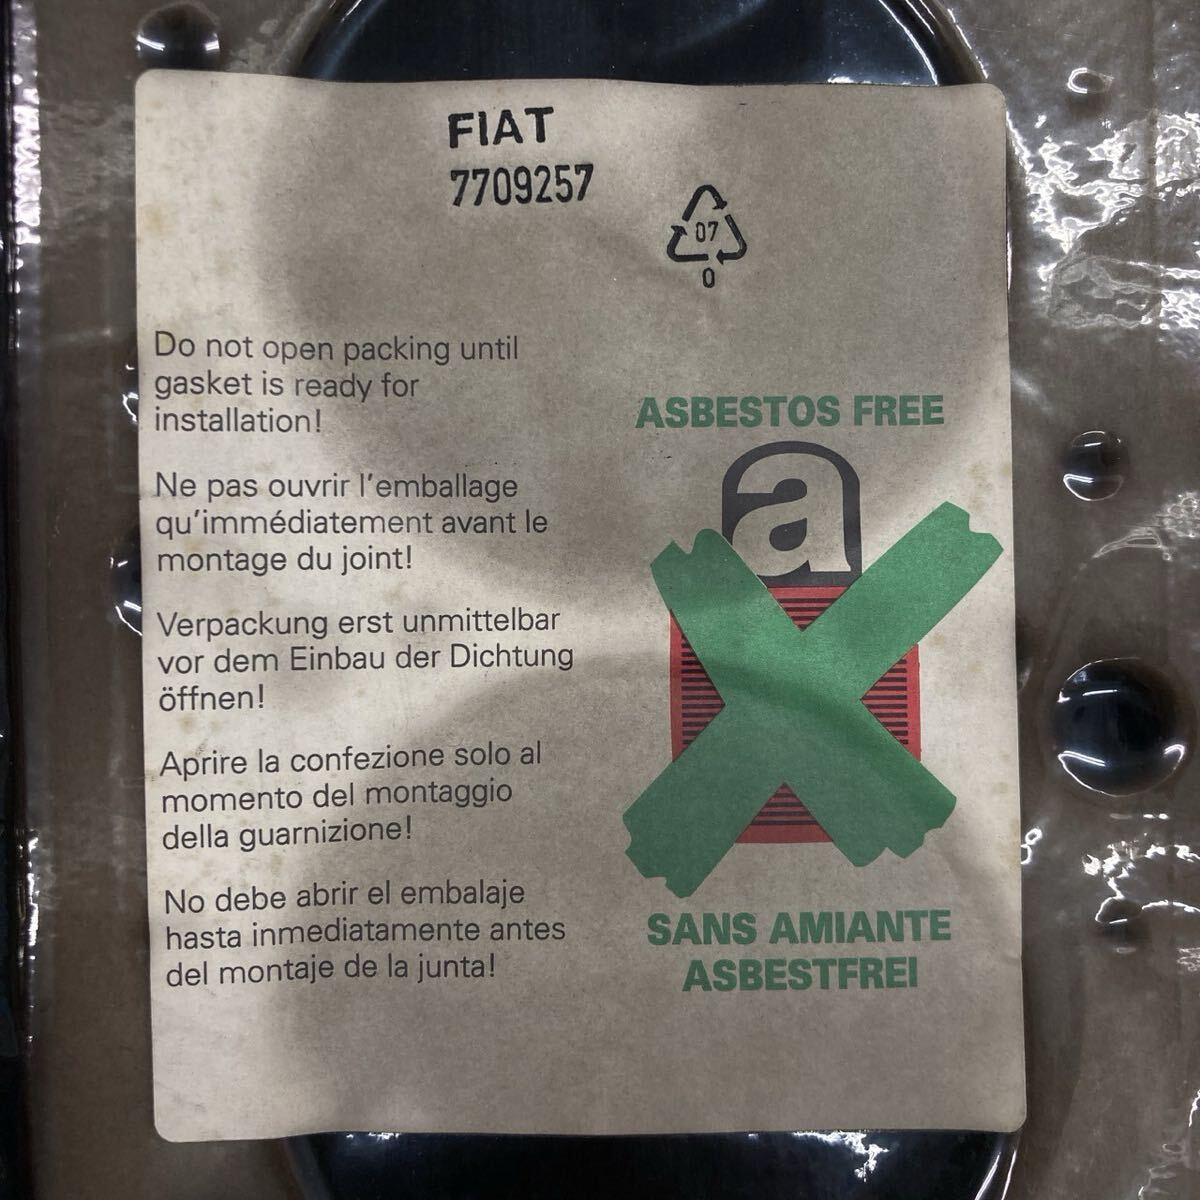 FIAT
7709257
07
0
Do not open packing until
gasket is ready for
installation!
Ne pas ouvrir l'emballage
qu'immédiatement avant le
montage du joint!
Verpackung erst unmittelbar
vor dem Einbau der Dichtung
öffnen!
Aprire la confezione solo al
momento del montaggio
della guarnizione!
No debe abrir el embalaje
hasta inmediatamente antes
del montaje de la junta!
ASBESTOS FREE
a
SANS AMIANTE
ASBESTFREI